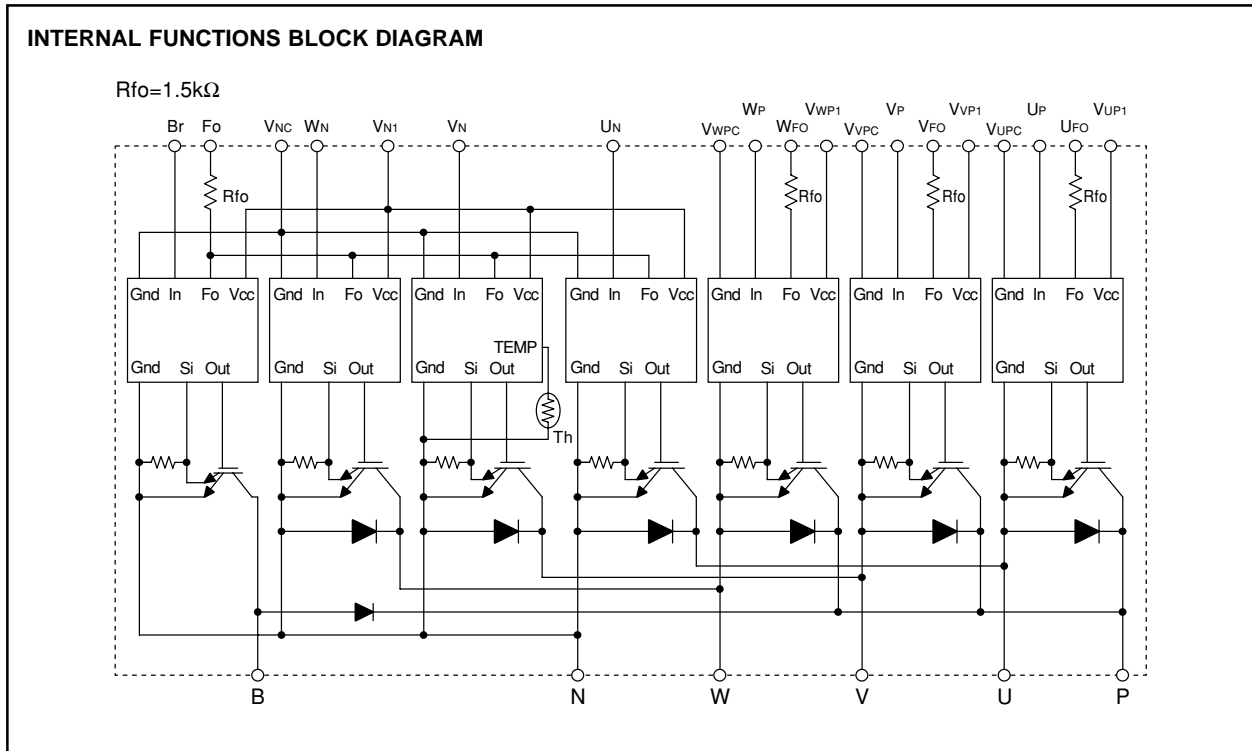 INTERNAL FUNCTIONS BLOCK DIAGRAM
Rfo=1.5kΩ
Br Fo VNC WN VN1 VN UN VWPC WP WFO VWP1 VVPC VP VFO VVP1 VUPC UP UFO VUP1
Rfo Rfo Rfo Rfo
Gnd In Fo Vcc Gnd In Fo Vcc Gnd In Fo Vcc Gnd In Fo Vcc Gnd In Fo Vcc Gnd In Fo Vcc Gnd In Fo Vcc
TEMP
Gnd Si Out Gnd Si Out Gnd Si Out Gnd Si Out Gnd Si Out Gnd Si Out Gnd Si Out
Th
B N W V U P